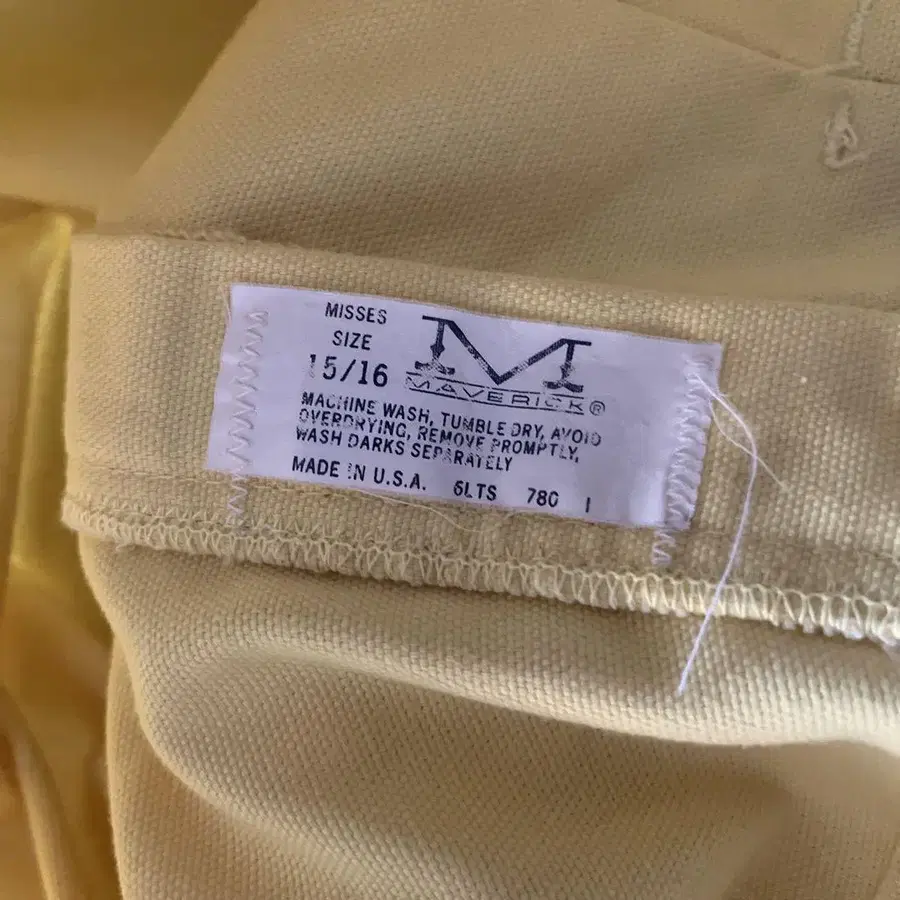 MISSES
SIZE
15/16
M
MAVERICK®
MACHINE WASH, TUMBLE DRY, AVOID
OVERDRYING, REMOVE PROMPTLY,
WASH DARKS SEPARATELY
MADE IN U.S.A. 6LTS 780 I